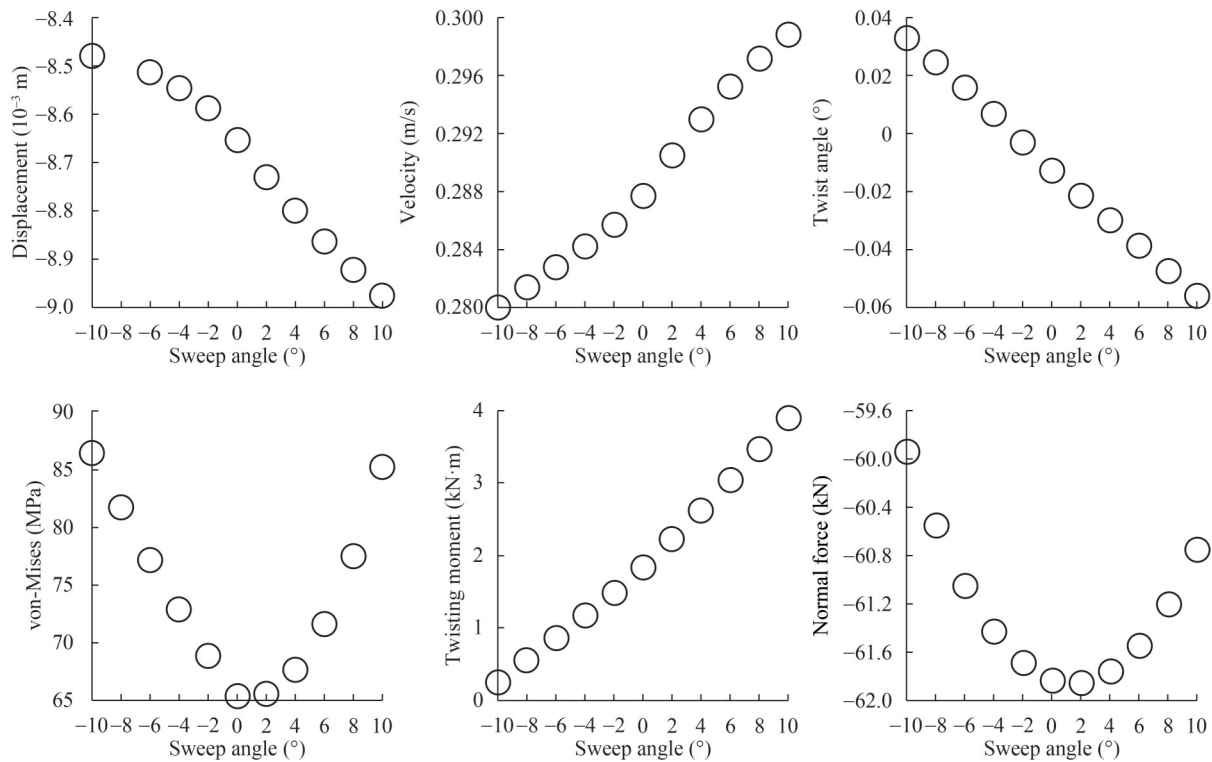 Displacement (10⁻³ m)
−8.4
−8.5
−8.6
−8.7
−8.8
−8.9
−9.0
−10 −8 −6 −4 −2 0 2 4 6 8 10
Sweep angle (°)
Velocity (m/s)
0.300
0.296
0.292
0.288
0.284
0.280
−10 −8 −6 −4 −2 0 2 4 6 8 10
Sweep angle (°)
Twist angle (°)
0.04
0.02
0
−0.02
−0.04
−0.06
−10 −8 −6 −4 −2 0 2 4 6 8 10
Sweep angle (°)
von-Mises (MPa)
90
85
80
75
70
65
−10 −8 −6 −4 −2 0 2 4 6 8 10
Sweep angle (°)
Twisting moment (kN·m)
4
3
2
1
0
−10 −8 −6 −4 −2 0 2 4 6 8 10
Sweep angle (°)
Normal force (kN)
−59.6
−60.0
−60.4
−60.8
−61.2
−61.6
−62.0
−10 −8 −6 −4 −2 0 2 4 6 8 10
Sweep angle (°)